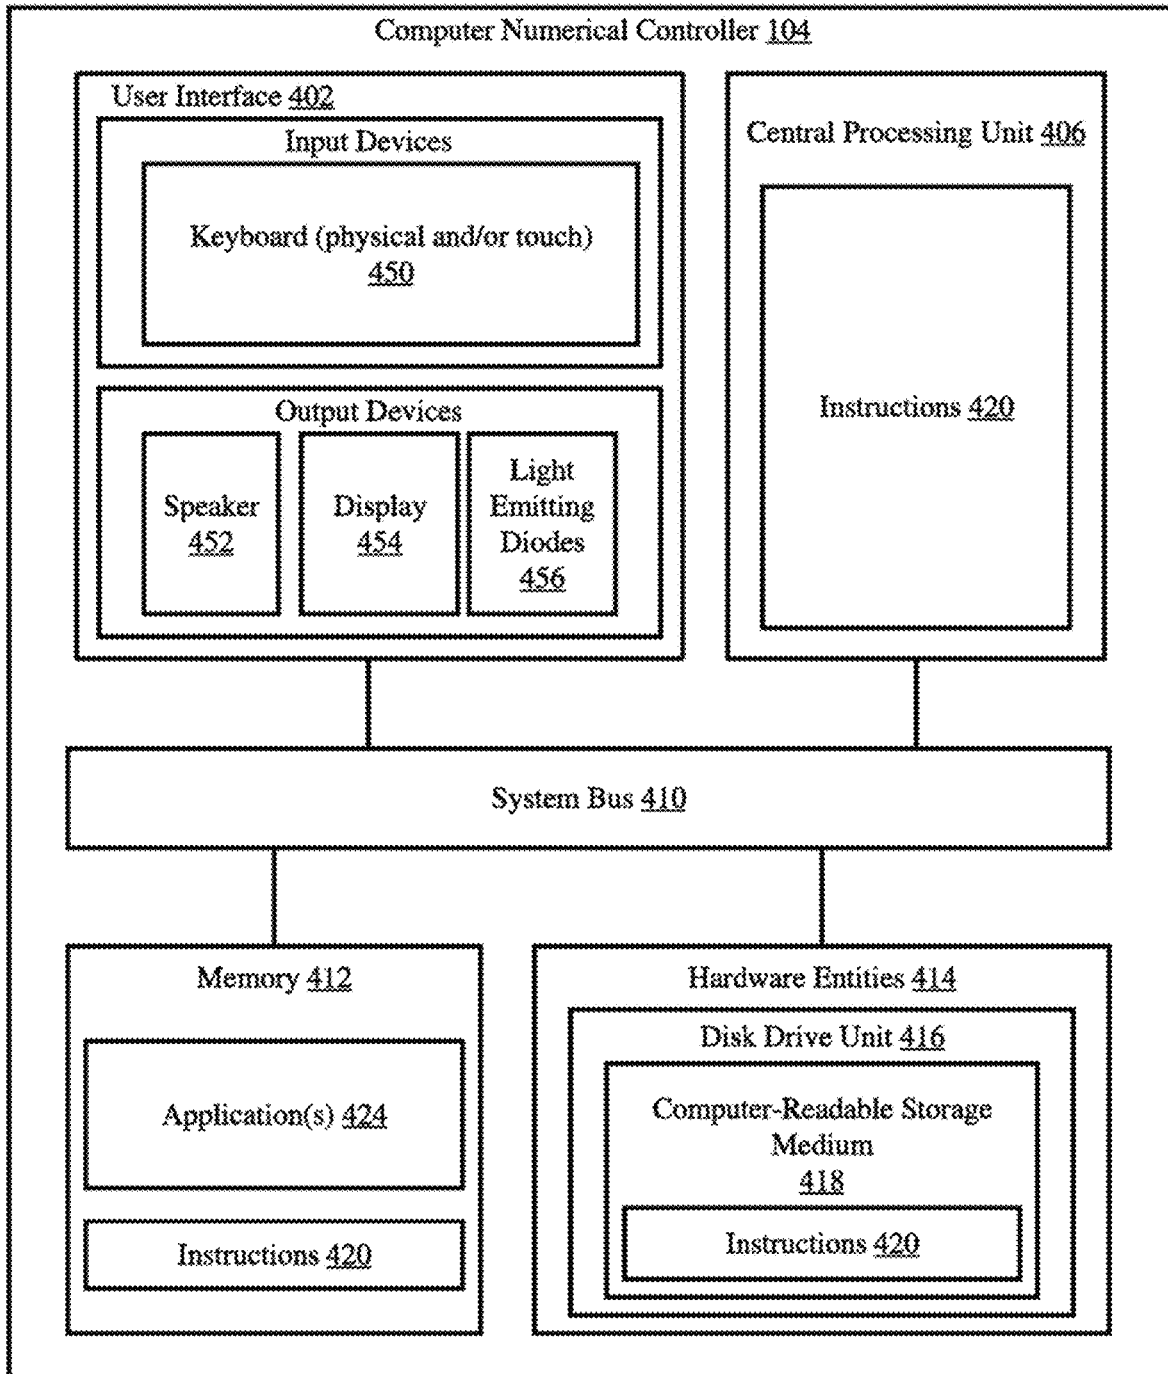 Computer Numerical Controller 104
User Interface 402
Input Devices
Keyboard (physical and/or touch)
450
Output Devices
Speaker
452
Display
454
Light
Emitting
Diodes
456
Central Processing Unit 406
Instructions 420
System Bus 410
Memory 412
Application(s) 424
Instructions 420
Hardware Entities 414
Disk Drive Unit 416
Computer-Readable Storage
Medium
418
Instructions 420